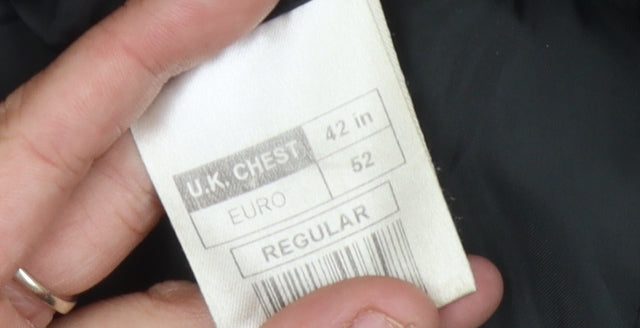 U.K. CHEST 42 in
EURO 52
REGULAR